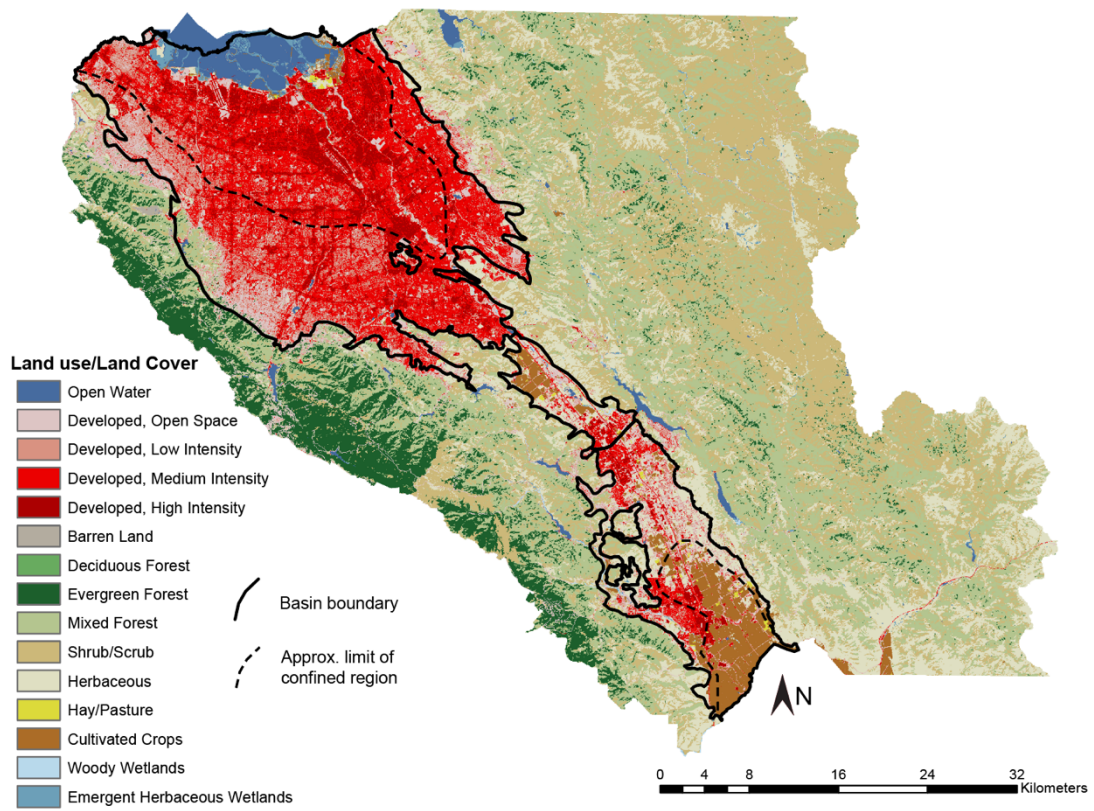 Land use/Land Cover
Open Water
Developed, Open Space
Developed, Low Intensity
Developed, Medium Intensity
Developed, High Intensity
Barren Land
Deciduous Forest
Evergreen Forest
Mixed Forest
Shrub/Scrub
Herbaceous
Hay/Pasture
Cultivated Crops
Woody Wetlands
Emergent Herbaceous Wetlands
Basin boundary
Approx. limit of
confined region
N
0 4 8 16 24 32
Kilometers